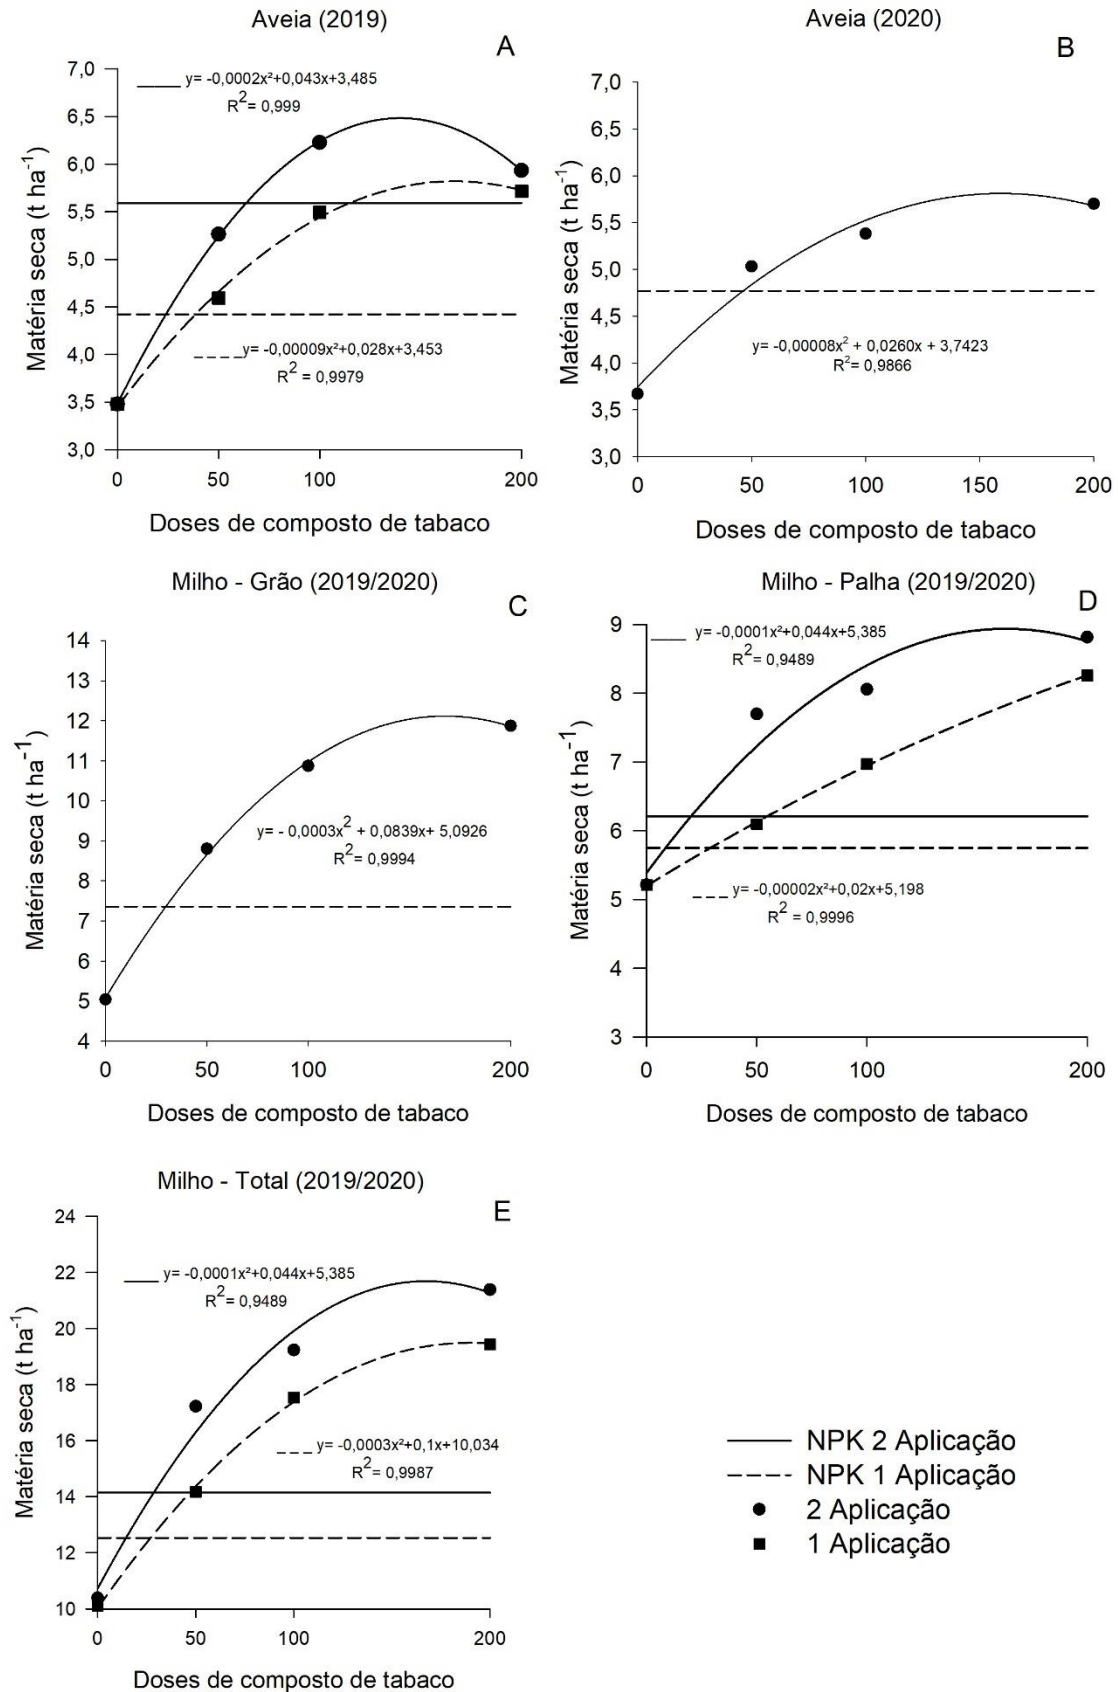 Aveia (2019)
A
Matéria seca (t ha⁻¹)
7,0
6,5
6,0
5,5
5,0
4,5
4,0
3,5
3,0
y= -0,0002x²+0,043x+3,485
R²= 0,999
y= -0,00009x²+0,028x+3,453
R² = 0,9979
0 50 100 200
Doses de composto de tabaco
Aveia (2020)
B
Matéria seca (t ha⁻¹)
7,0
6,5
6,0
5,5
5,0
4,5
4,0
3,5
3,0
y= -0,00008x² + 0,0260x + 3,7423
R²= 0,9866
0 50 100 150 200
Doses de composto de tabaco
Milho - Grão (2019/2020)
C
Matéria seca (t ha⁻¹)
14
13
12
11
10
9
8
7
6
5
4
y= - 0,0003x² + 0,0839x+ 5,0926
R²= 0,9994
0 50 100 200
Doses de composto de tabaco
Milho - Palha (2019/2020)
D
Matéria seca (t ha⁻¹)
9
8
7
6
5
4
3
y= -0,0001x²+0,044x+5,385
R²= 0,9489
y= -0,00002x²+0,02x+5,198
R² = 0,9996
0 50 100 200
Doses de composto de tabaco
Milho - Total (2019/2020)
E
Matéria seca (t ha⁻¹)
24
22
20
18
16
14
12
10
y= -0,0001x²+0,044x+5,385
R²= 0,9489
y= -0,0003x²+0,1x+10,034
R² = 0,9987
0 50 100 200
Doses de composto de tabaco
NPK 2 Aplicação
NPK 1 Aplicação
2 Aplicação
1 Aplicação